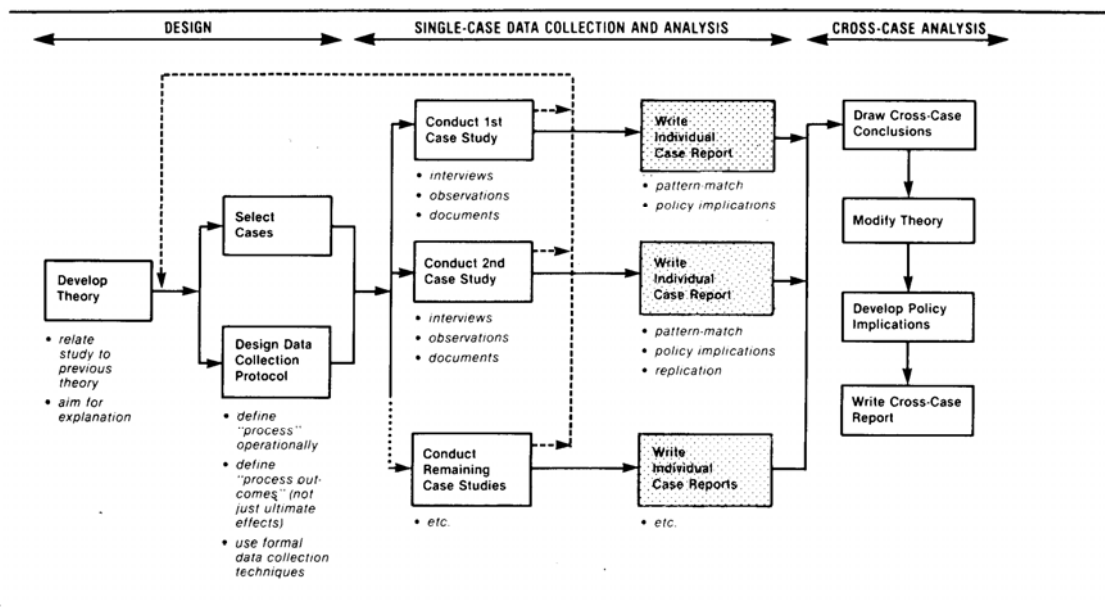 DESIGN
SINGLE-CASE DATA COLLECTION AND ANALYSIS
CROSS-CASE ANALYSIS
Develop
Theory
• relate
study to
previous
theory
• aim for
explanation
Select
Cases
Design Data
Collection
Protocol
• define
"process"
operationally
• define
"process out-
comes" (not
just ultimate
effects)
• use formal
data collection
techniques
Conduct 1st
Case Study
• interviews
• observations
• documents
Conduct 2nd
Case Study
• interviews
• observations
• documents
Conduct
Remaining
Case Studies
• etc.
Write
Individual
Case Report
• pattern-match
• policy implications
Write
Individual
Case Report
• pattern-match
• policy implications
• replication
Write
Individual
Case Reports
• etc.
Draw Cross-Case
Conclusions
Modify Theory
Develop Policy
Implications
Write Cross-Case
Report